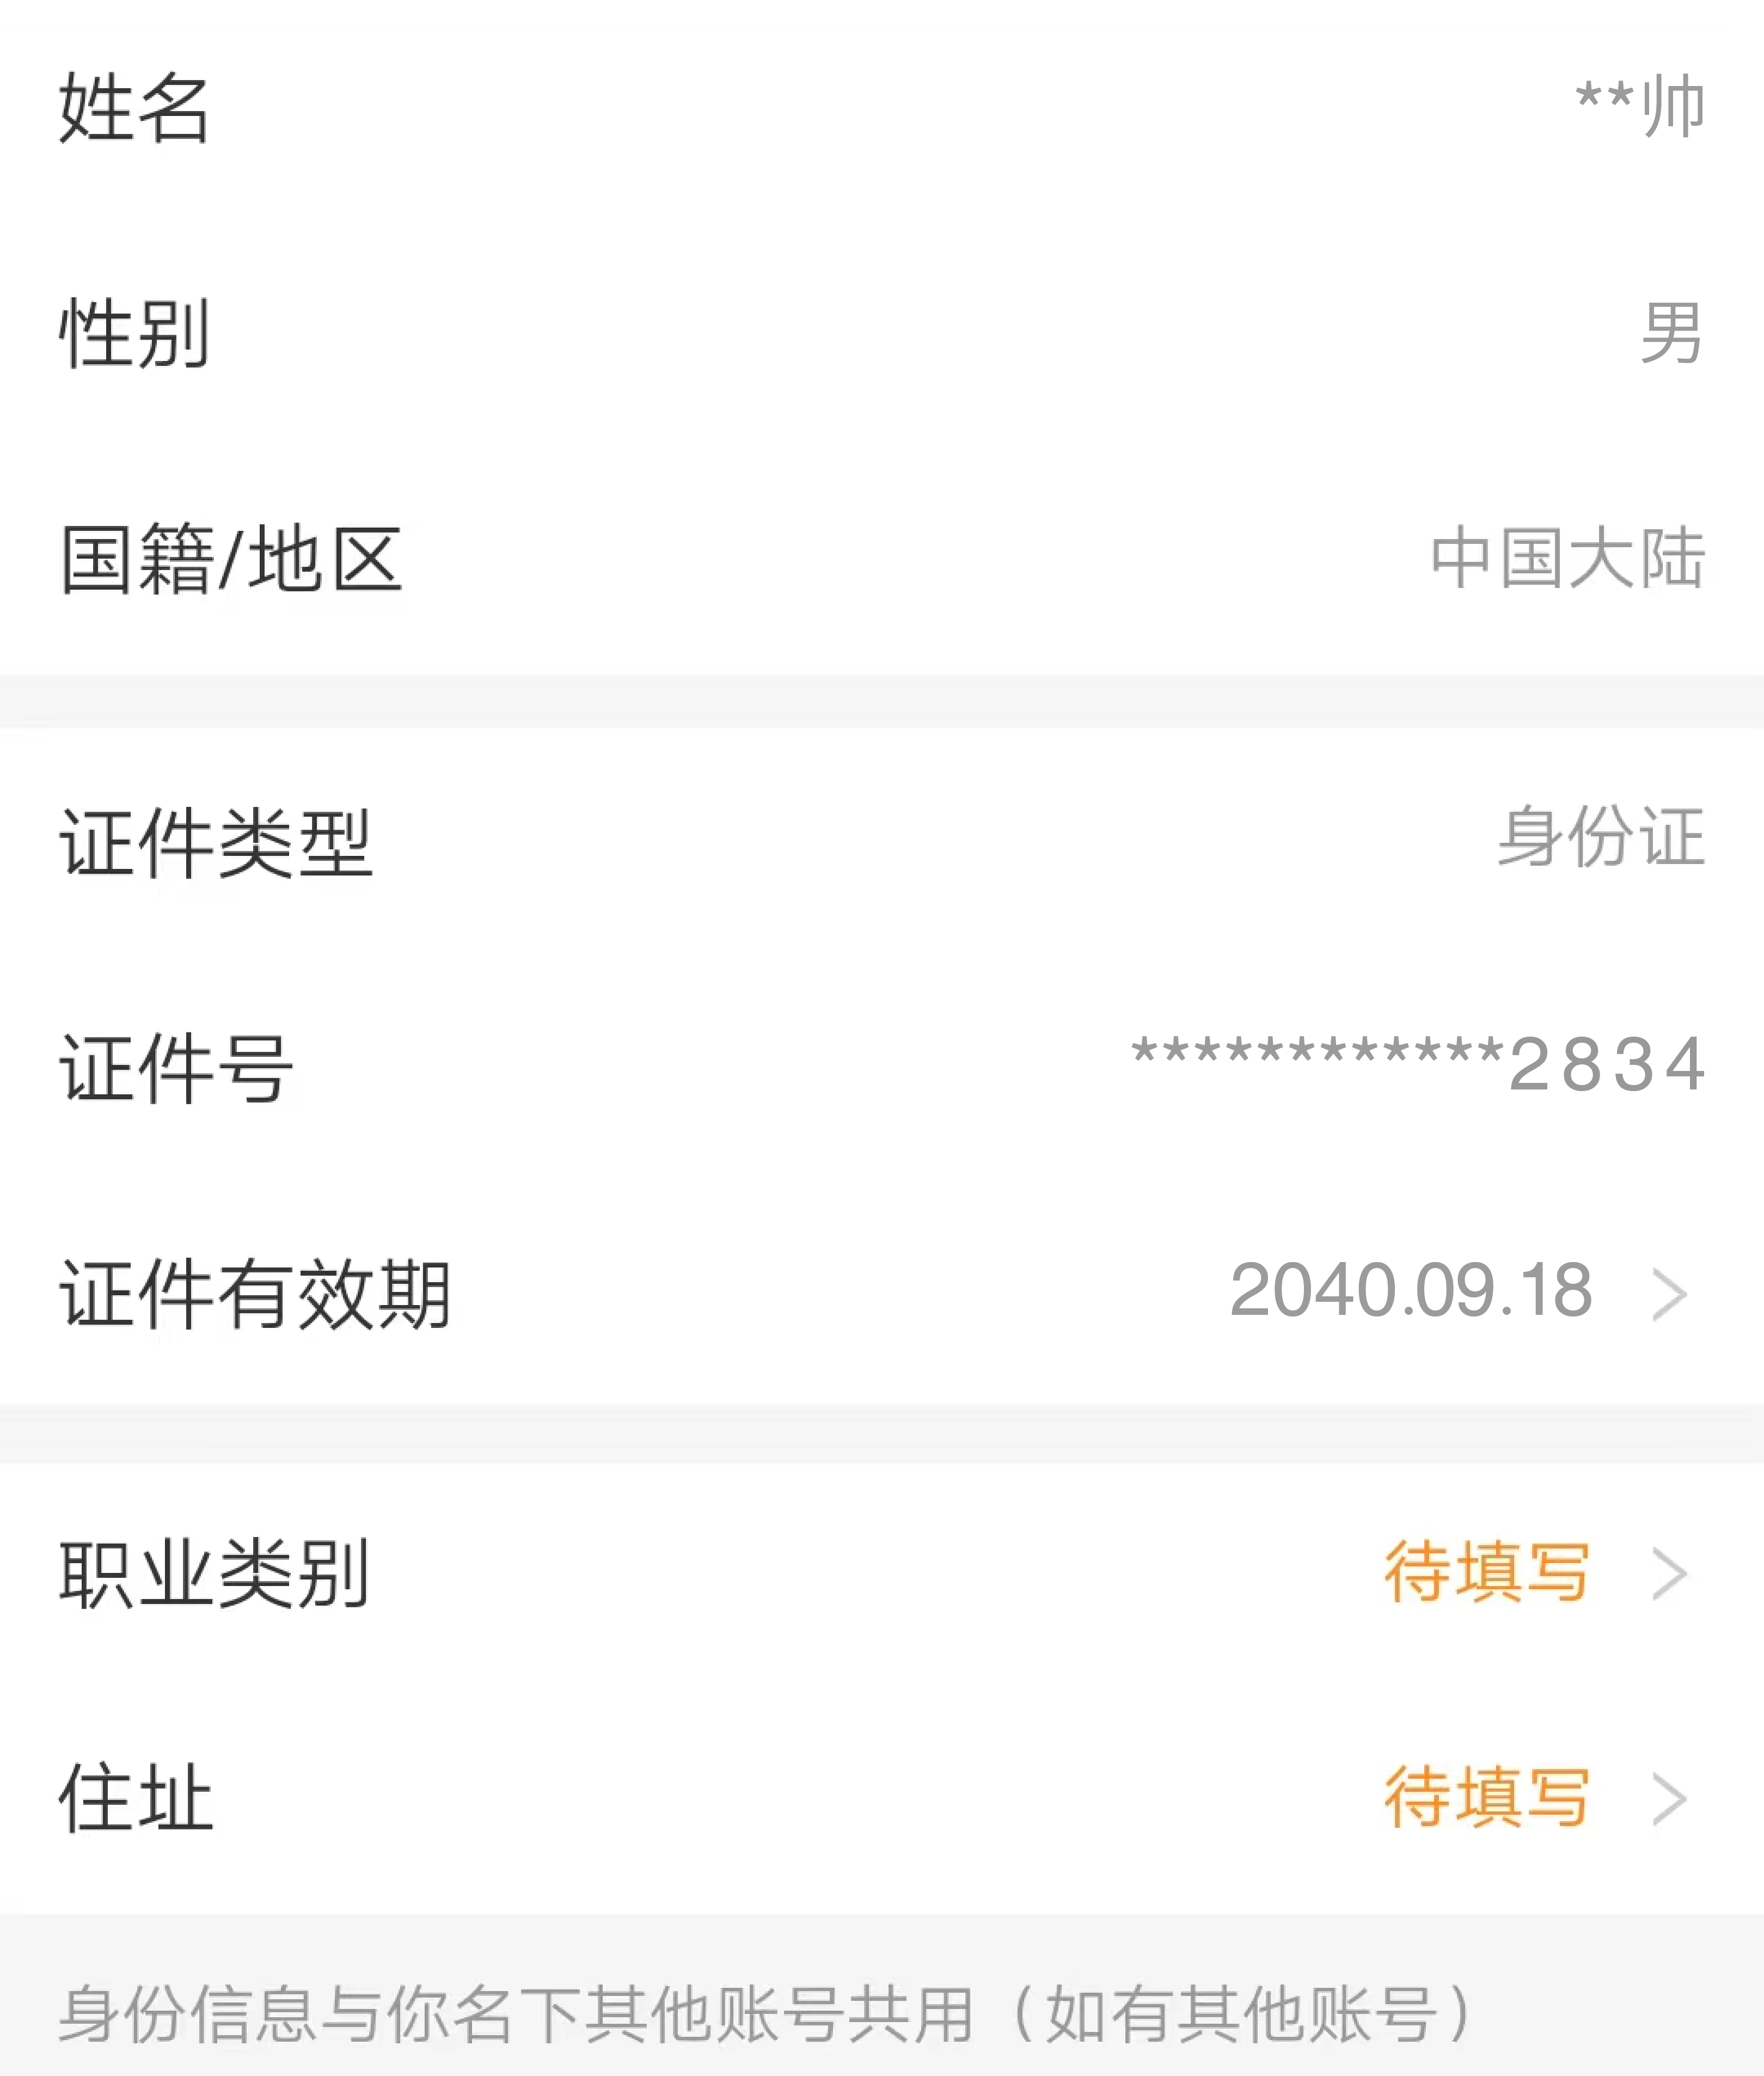 姓名 **帅
性别 男
国籍/地区 中国大陆
证件类型 身份证
证件号 ************2834
证件有效期 2040.09.18 >
职业类别 待填写 >
住址 待填写 >
身份信息与你名下其他账号共用（如有其他账号）